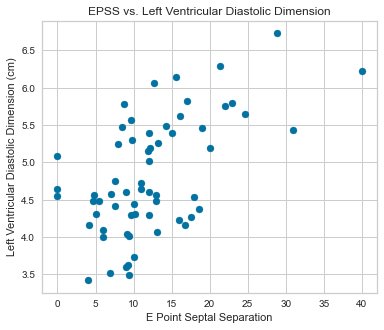 EPSS vs. Left Ventricular Diastolic Dimension
Left Ventricular Diastolic Dimension (cm)
6.5
6.0
5.5
5.0
4.5
4.0
3.5
0 5 10 15 20 25 30 35 40
E Point Septal Separation